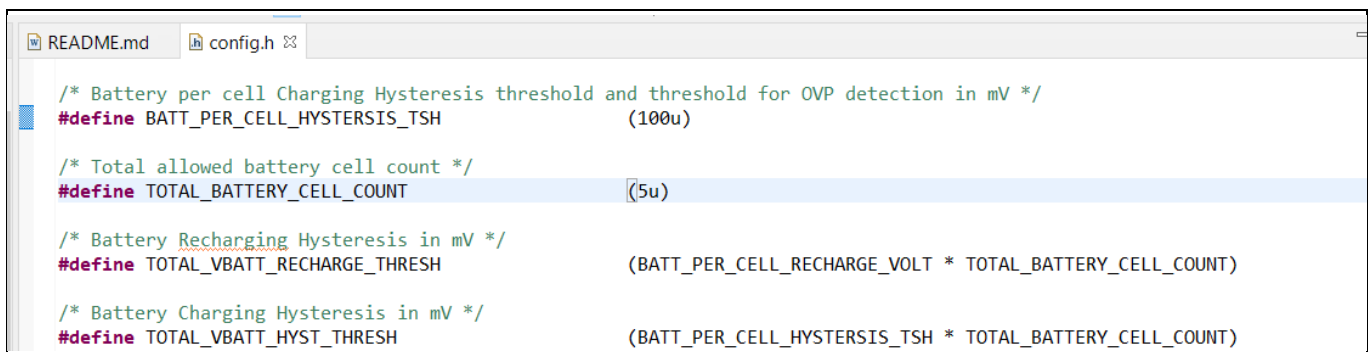 README.md config.h
/* Battery per cell Charging Hysteresis threshold and threshold for OVP detection in mV */
#define BATT_PER_CELL_HYSTERSIS_TSH (100u)
/* Total allowed battery cell count */
#define TOTAL_BATTERY_CELL_COUNT (5u)
/* Battery Recharging Hysteresis in mV */
#define TOTAL_VBATT_RECHARGE_THRESH (BATT_PER_CELL_RECHARGE_VOLT * TOTAL_BATTERY_CELL_COUNT)
/* Battery Charging Hysteresis in mV */
#define TOTAL_VBATT_HYST_THRESH (BATT_PER_CELL_HYSTERSIS_TSH * TOTAL_BATTERY_CELL_COUNT)